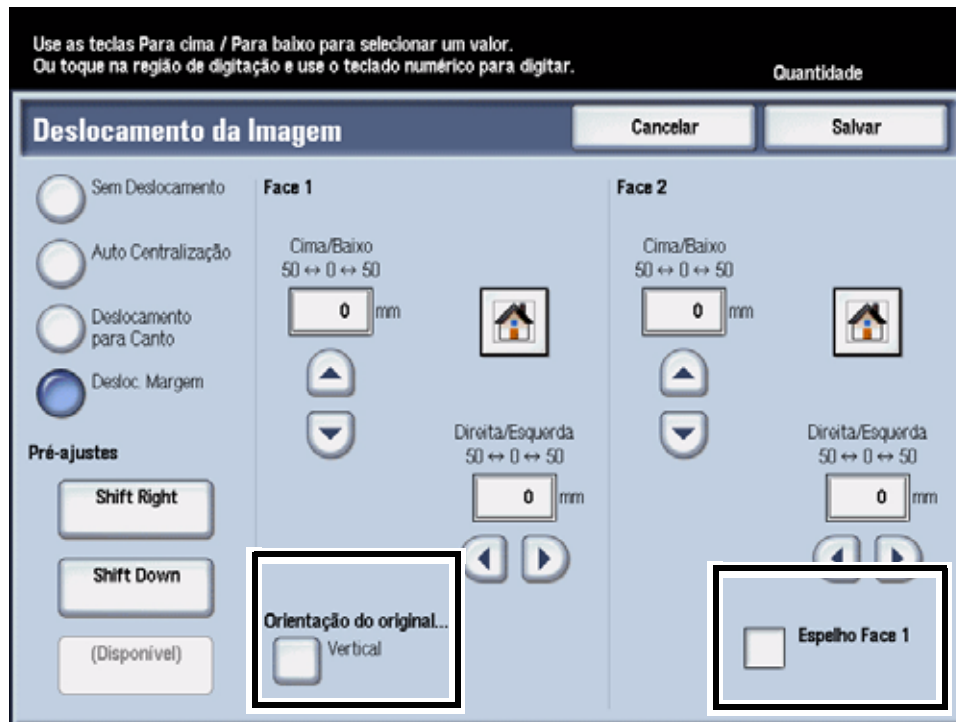 Use as teclas Para cima / Para baixo para selecionar um valor.
Ou toque na região de digitação e use o teclado numérico para digitar.
Quantidade
Deslocamento da Imagem
Cancelar
Salvar
Sem Deslocamento
Auto Centralização
Deslocamento
para Canto
Desloc. Margem
Pré-ajustes
Shift Right
Shift Down
(Disponível)
Face 1
Cima/Baixo
50 ↔ 0 ↔ 50
0 mm
Direita/Esquerda
50 ↔ 0 ↔ 50
0 mm
Orientação do original...
Vertical
Face 2
Cima/Baixo
50 ↔ 0 ↔ 50
0 mm
Direita/Esquerda
50 ↔ 0 ↔ 50
0 mm
Espelho Face 1